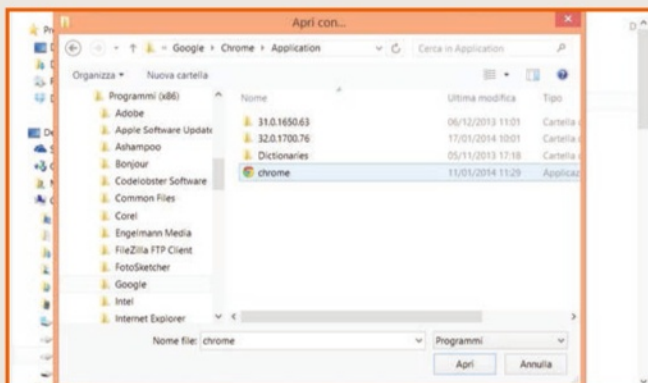 Apri con...
Google › Chrome › Application
Cerca in Application
Organizza
Nuova cartella
Programmi (x86)
Adobe
Apple Software Update
Ashampoo
Bonjour
Codelobster Software
Common Files
Corel
Engelmann Media
FileZilla FTP Client
FotoSketcher
Google
Intel
Internet Explorer
Nome Ultima modifica Tipo
31.0.1650.63 06/12/2013 11:01 Cartella
32.0.1700.76 17/01/2014 10:01 Cartella
Dictionaries 05/11/2013 17:18 Cartella
chrome 11/01/2014 11:29 Applicaz
Nome file: chrome
Programmi
Apri Annulla